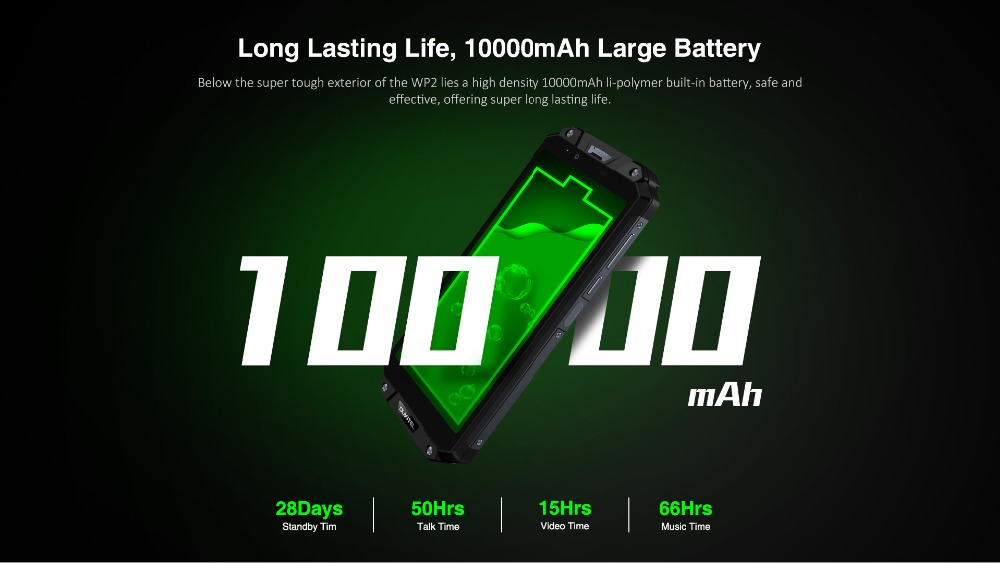 Long Lasting Life, 10000mAh Large Battery
Below the super tough exterior of the WP2 lies a high density 10000mAh li-polymer built-in battery, safe and
effective, offering super long lasting life.
10000
mAh
OUKITEL
28Days
Standby Tim
50Hrs
Talk Time
15Hrs
Video Time
66Hrs
Music Time